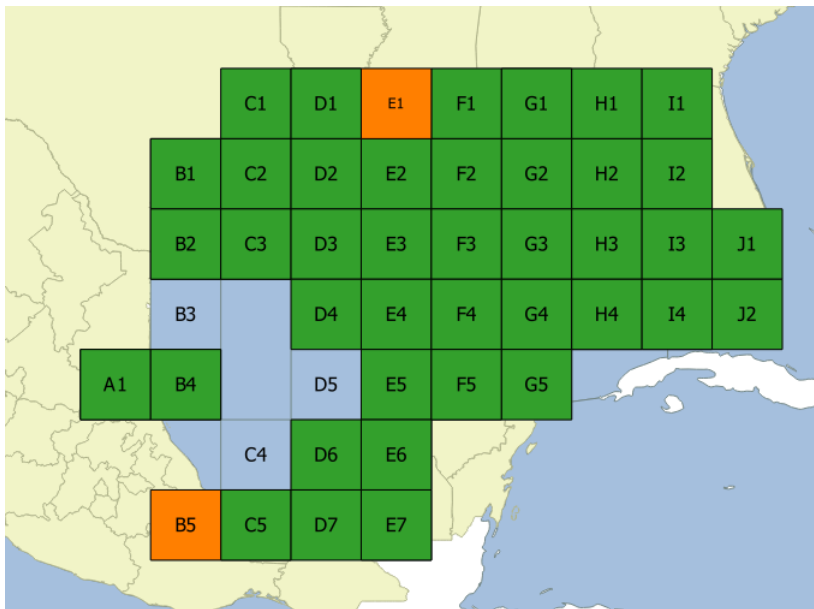 C1 D1 E1 F1 G1 H1 I1
B1 C2 D2 E2 F2 G2 H2 I2
B2 C3 D3 E3 F3 G3 H3 I3 J1
B3 D4 E4 F4 G4 H4 I4 J2
A1 B4 D5 E5 F5 G5
C4 D6 E6
B5 C5 D7 E7